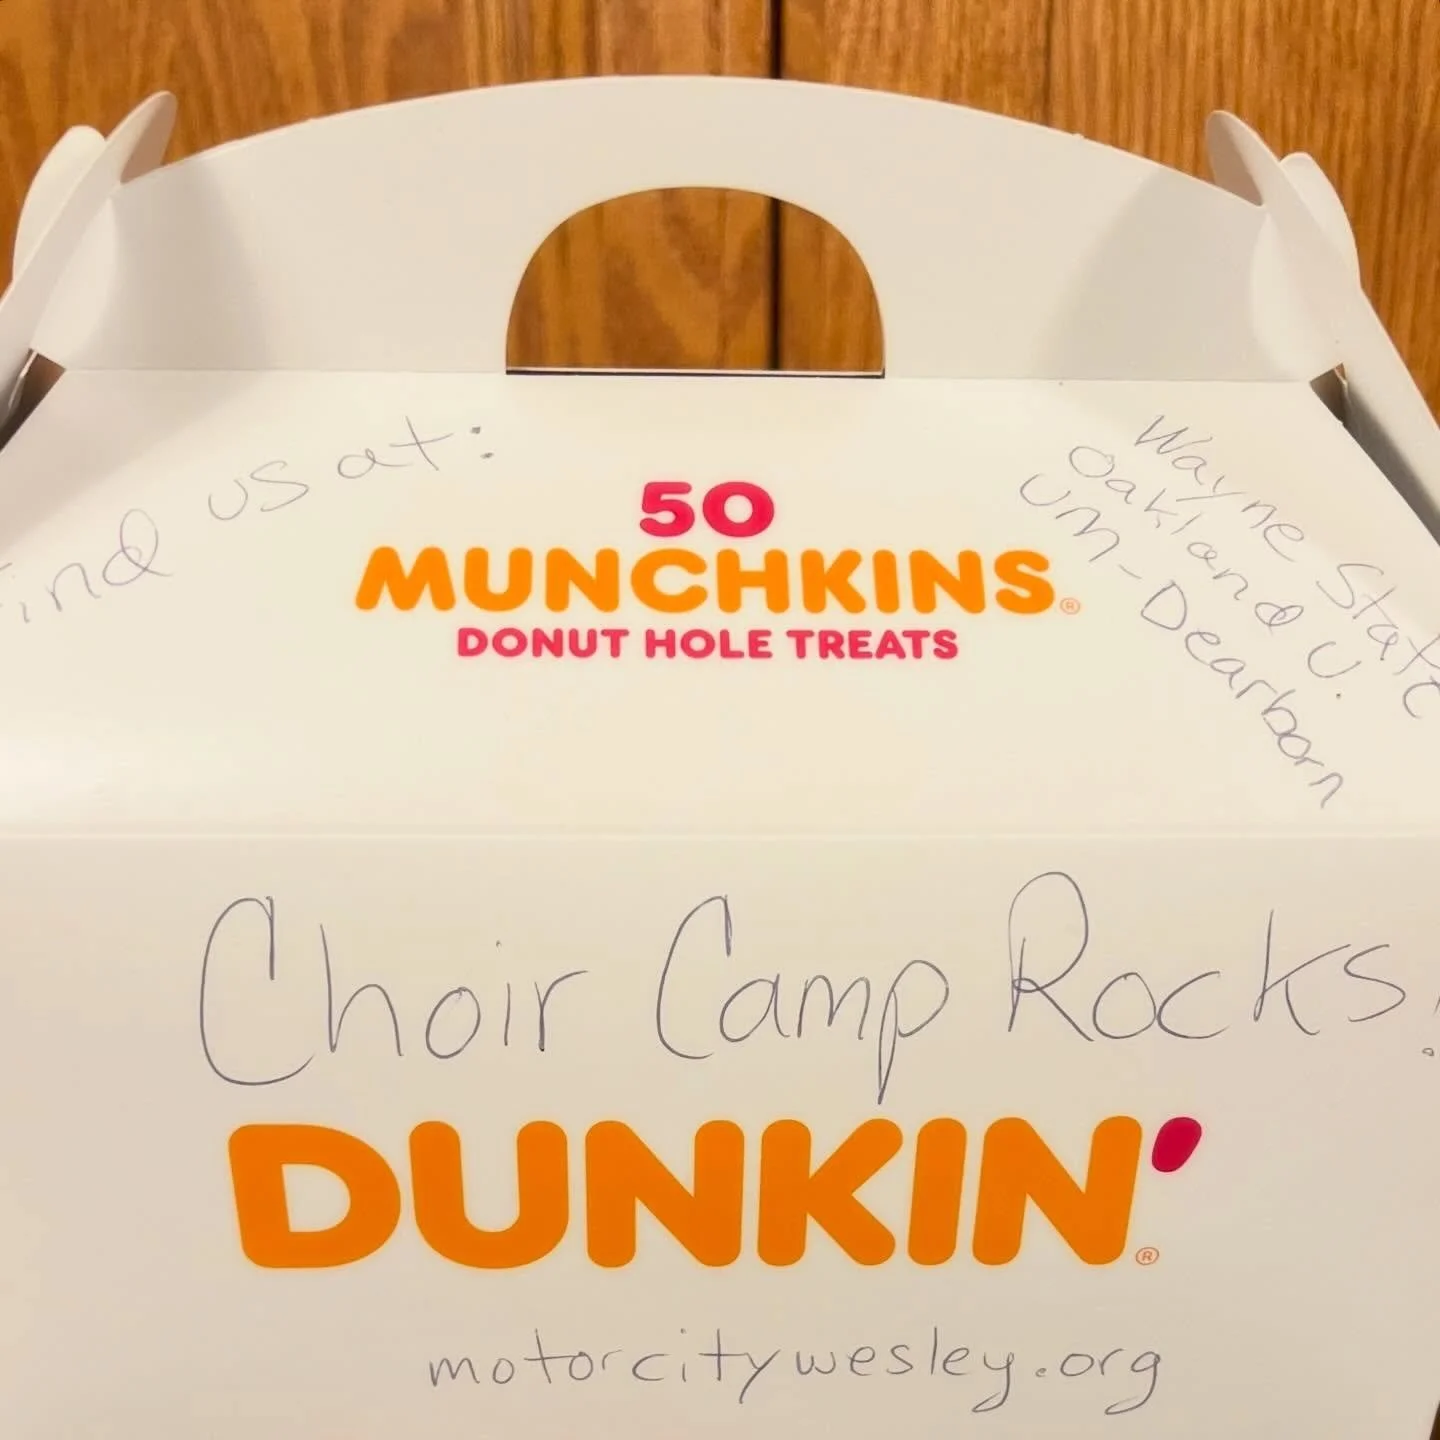 Find us at:
Wayne State
Oakland U.
UM-Dearborn
50
MUNCHKINS®
DONUT HOLE TREATS
Choir Camp Rocks!
DUNKIN'®
motorcitywesley.org